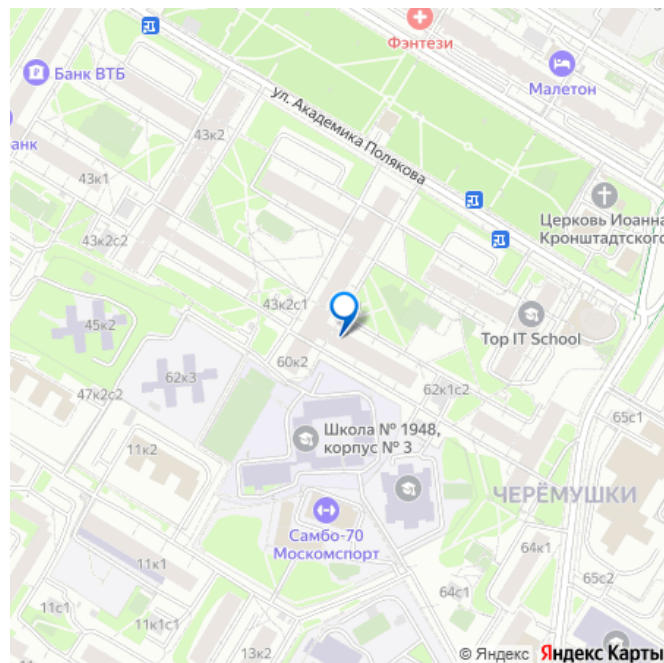 Фэнтези
Банк ВТБ
Малетон
ул. Академика Полякова
43к2
анк
43к1
Церковь Иоанна
Кронштадтского
43к2с2
43к2с1
45к2
Top IT School
60к2
62к3
47к2с2
62к1с2
65с1
Школа № 1948,
корпус № 3
11к2
ЧЕРЁМУШКИ
Самбо-70
Москомспорт
64к1
11к1
65с2
64с1
11с1
11к1с1
13к2
© Яндекс Яндекс Карты